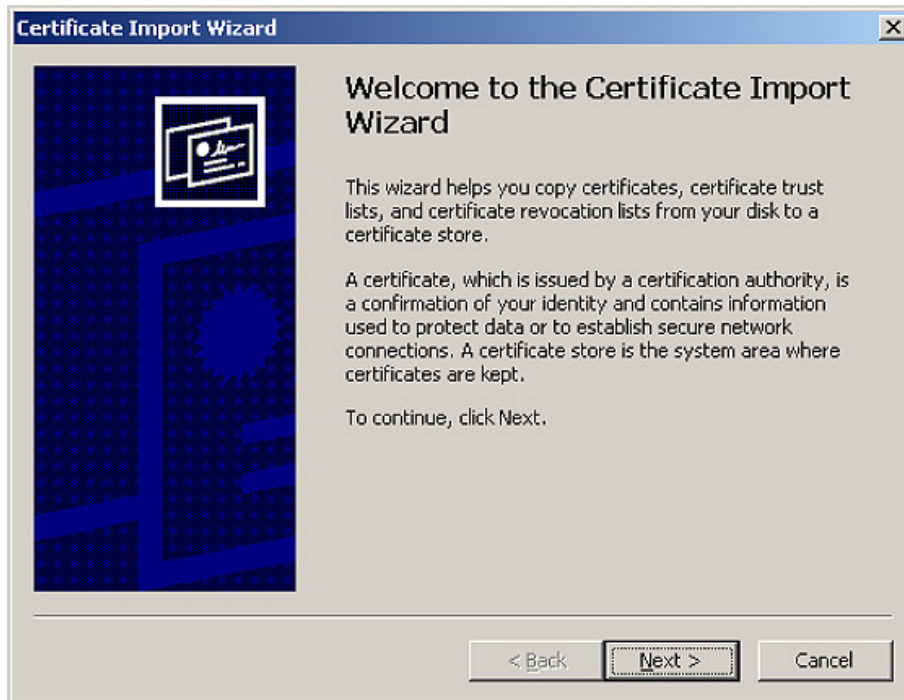 Certificate Import Wizard
Welcome to the Certificate Import
Wizard
This wizard helps you copy certificates, certificate trust
lists, and certificate revocation lists from your disk to a
certificate store.
A certificate, which is issued by a certification authority, is
a confirmation of your identity and contains information
used to protect data or to establish secure network
connections. A certificate store is the system area where
certificates are kept.
To continue, click Next.
< Back Next > Cancel